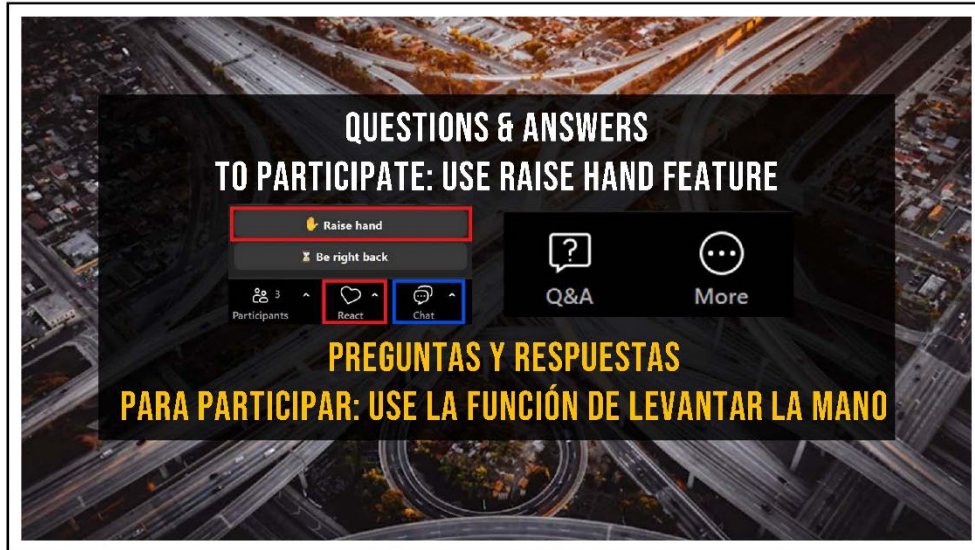 QUESTIONS & ANSWERS
TO PARTICIPATE: USE RAISE HAND FEATURE
Raise hand
Be right back
3
Participants
React
Chat
Q&A
More
PREGUNTAS Y RESPUESTAS
PARA PARTICIPAR: USE LA FUNCIÓN DE LEVANTAR LA MANO